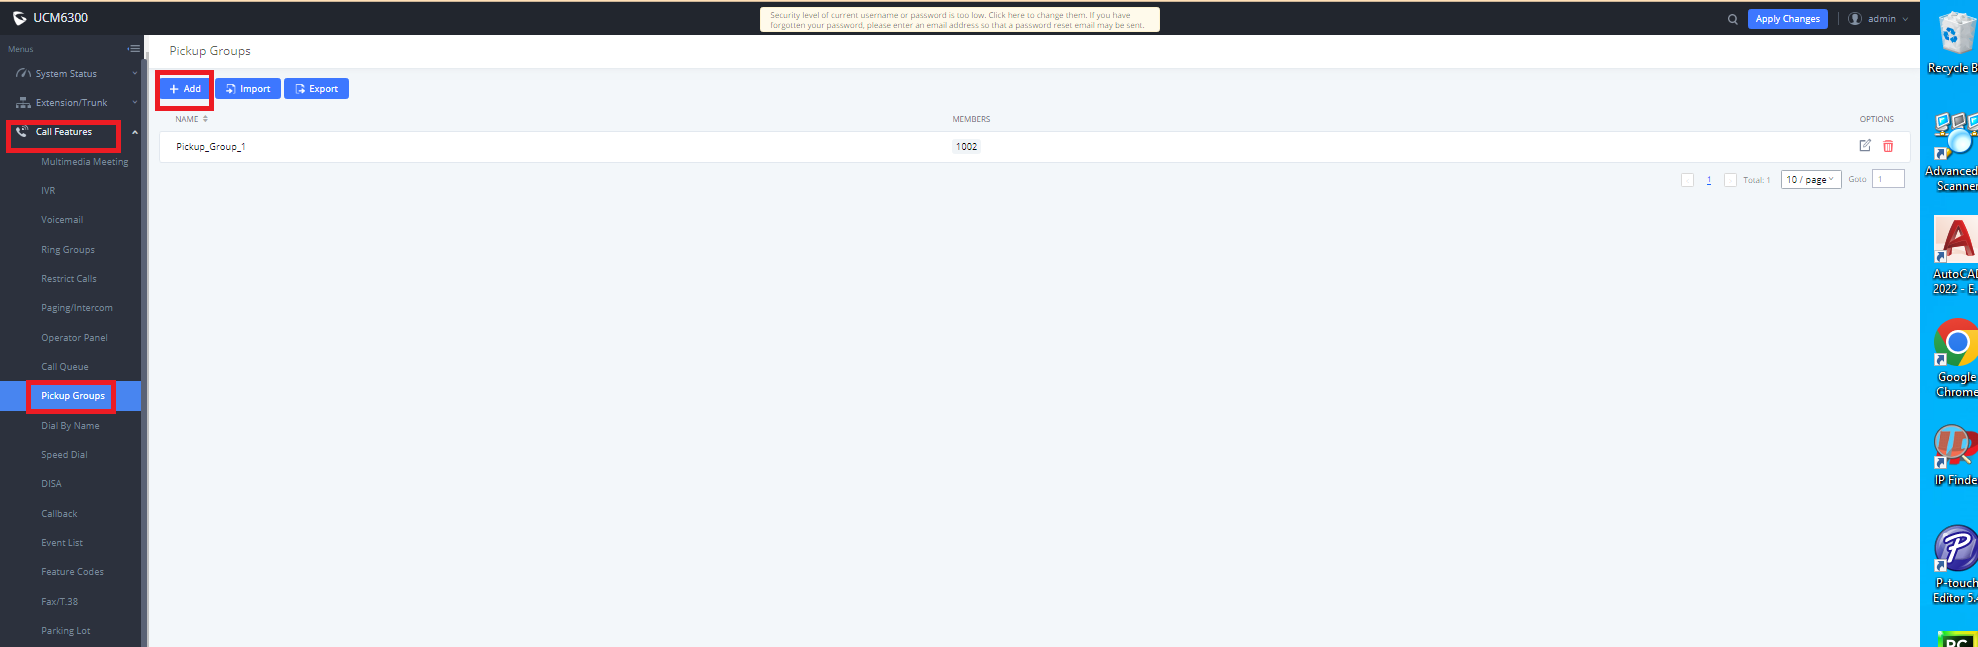 UCM6300
Security level of current username or password is too low. Click here to change them. If you have
forgotten your password, please enter an email address so that a password reset email may be sent.
Apply Changes
admin
Menus
System Status
Extension/Trunk
Call Features
Multimedia Meeting
IVR
Voicemail
Ring Groups
Restrict Calls
Paging/Intercom
Operator Panel
Call Queue
Pickup Groups
Dial By Name
Speed Dial
DISA
Callback
Event List
Feature Codes
Fax/T.38
Parking Lot
Pickup Groups
Add
Import
Export
NAME
MEMBERS
OPTIONS
Pickup_Group_1
1002
1
Total: 1
10 / page
Goto
1
Recycle B
Advanced
Scanner
AutoCAD
2022 - E.
Google
Chrome
IP Finde
P-touch
Editor 5.4
PC